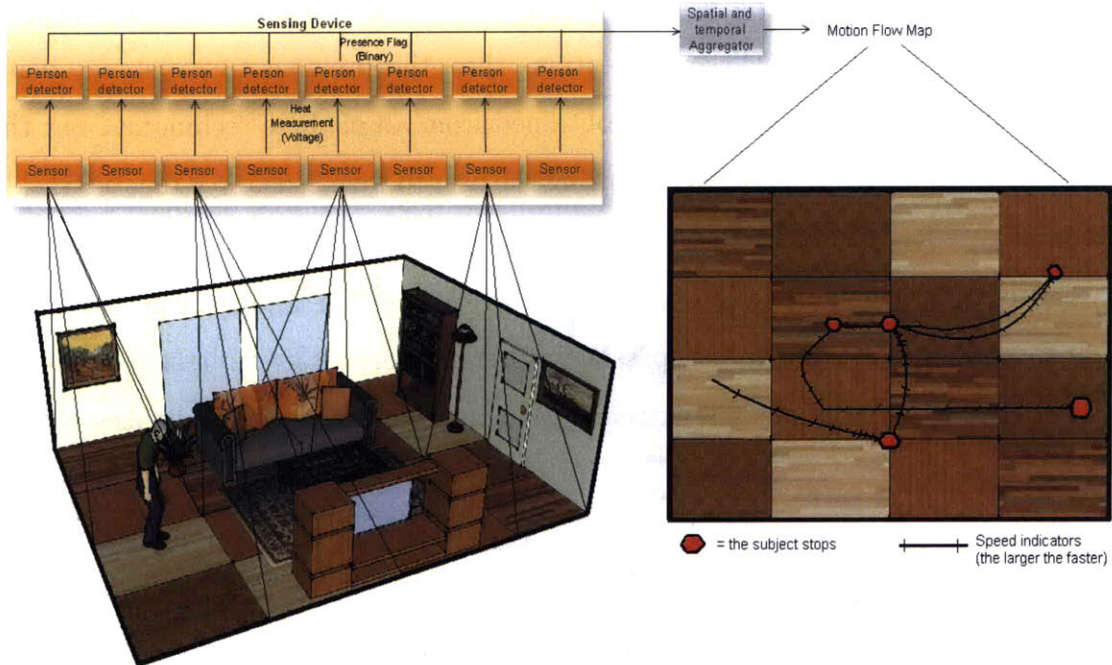 Sensing Device
Presence Flag
(Binary)
Spatial and
temporal
Aggregator
Motion Flow Map
Person
detector
Person
detector
Person
detector
Person
detector
Person
detector
Person
detector
Person
detector
Person
detector
Heat
Measurement
(Voltage)
Sensor
Sensor
Sensor
Sensor
Sensor
Sensor
Sensor
Sensor
= the subject stops
Speed indicators
(the larger the faster)